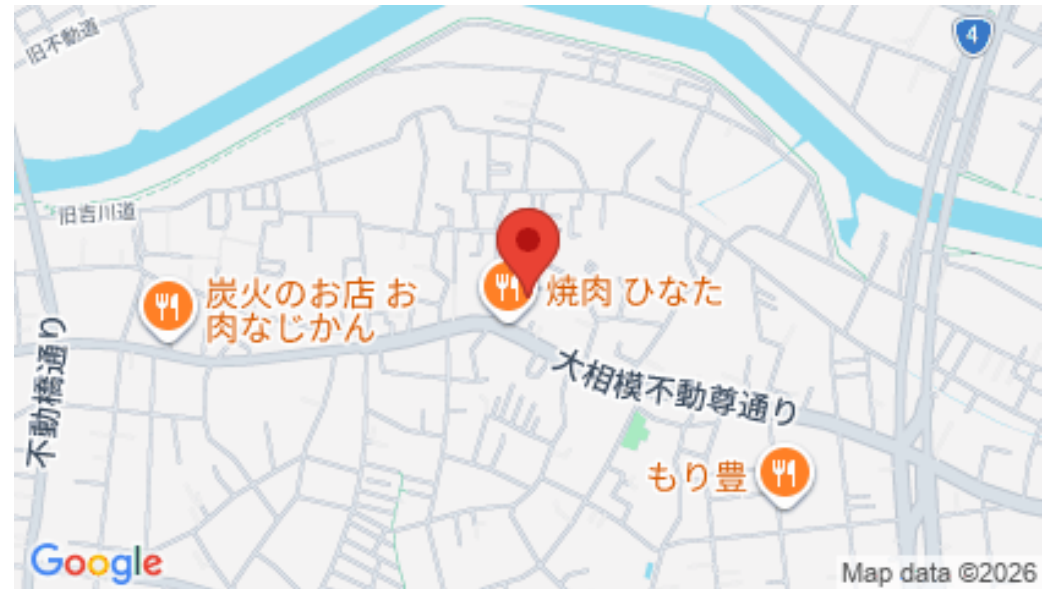 旧不動道
4
旧吉川道
炭火のお店 お
肉なじかん
焼肉 ひなた
不動橋通り
大相模不動尊通り
もり豊
Google
Map data ©2026